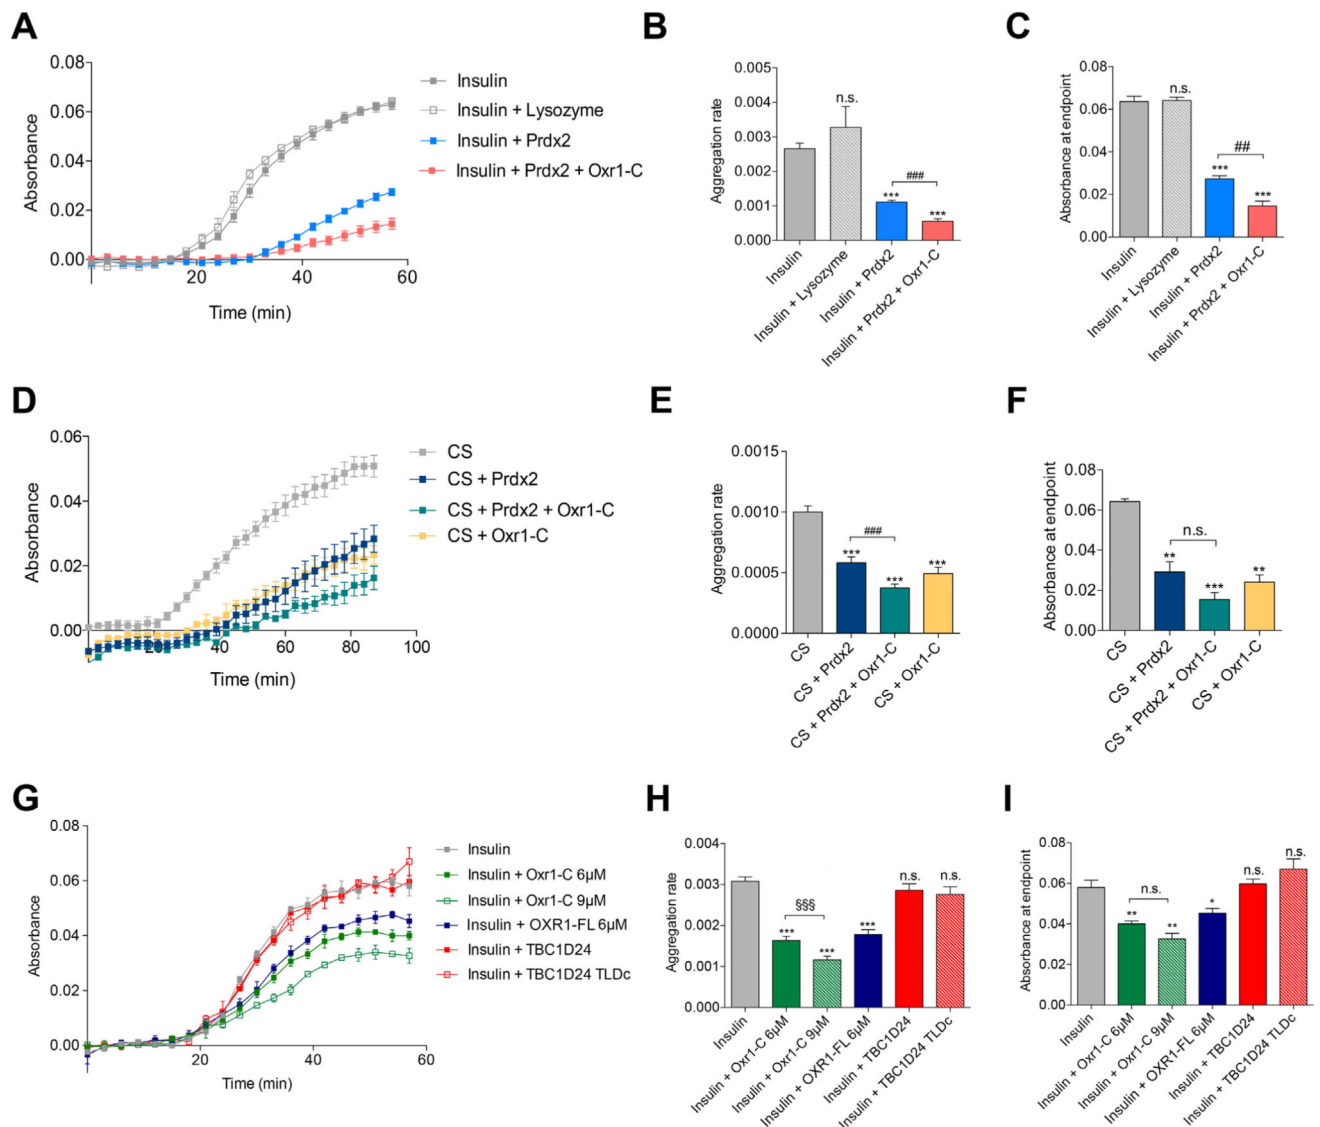 A
0.08
0.06
0.04
0.02
0.00
20
40
60
Absorbance
Time (min)
Insulin
Insulin + Lysozyme
Insulin + Prdx2
Insulin + Prdx2 + Oxr1-C
B
0.005
0.004
0.003
0.002
0.001
0.000
Aggregation rate
n.s.
***
###
***
Insulin
Insulin + Lysozyme
Insulin + Prdx2
Insulin + Prdx2 + Oxr1-C
C
0.08
0.06
0.04
0.02
0.00
Absorbance at endpoint
n.s.
***
##
***
Insulin
Insulin + Lysozyme
Insulin + Prdx2
Insulin + Prdx2 + Oxr1-C
D
0.06
0.04
0.02
0.00
20
40
60
80
100
Absorbance
Time (min)
CS
CS + Prdx2
CS + Prdx2 + Oxr1-C
CS + Oxr1-C
E
0.0015
0.0010
0.0005
0.0000
Aggregation rate
***
###
***
***
CS
CS + Prdx2
CS + Prdx2 + Oxr1-C
CS + Oxr1-C
F
0.08
0.06
0.04
0.02
0.00
Absorbance at endpoint
**
n.s.
***
**
CS
CS + Prdx2
CS + Prdx2 + Oxr1-C
CS + Oxr1-C
G
0.08
0.06
0.04
0.02
0.00
20
40
60
Absorbance
Time (min)
Insulin
Insulin + Oxr1-C 6µM
Insulin + Oxr1-C 9µM
Insulin + OXR1-FL 6µM
Insulin + TBC1D24
Insulin + TBC1D24 TLDc
H
0.004
0.003
0.002
0.001
0.000
Aggregation rate
***
§§§
***
***
n.s.
n.s.
Insulin
Insulin + Oxr1-C 6µM
Insulin + Oxr1-C 9µM
Insulin + OXR1-FL 6µM
Insulin + TBC1D24
Insulin + TBC1D24 TLDc
I
0.08
0.06
0.04
0.02
0.00
Absorbance at endpoint
**
n.s.
**
*
n.s.
n.s.
Insulin
Insulin + Oxr1-C 6µM
Insulin + Oxr1-C 9µM
Insulin + OXR1-FL 6µM
Insulin + TBC1D24
Insulin + TBC1D24 TLDc